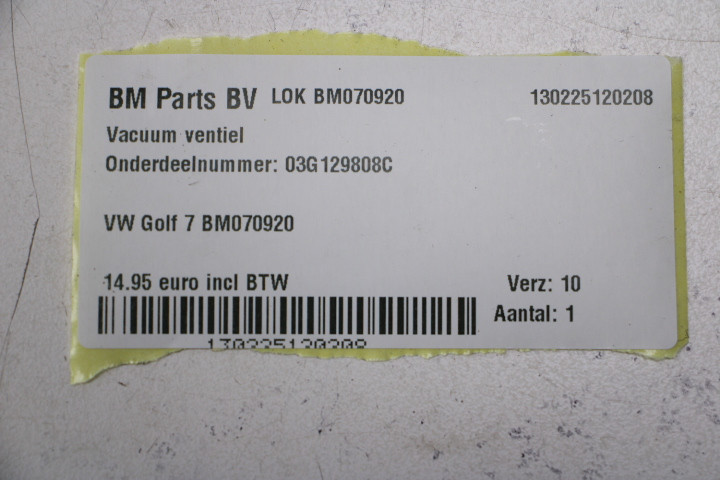 BM Parts BV LOK BM070920 130225120208
Vacuum ventiel
Onderdeelnummer: 03G129808C
VW Golf 7 BM070920
14.95 euro incl BTW Verz: 10
Aantal: 1
130225120208